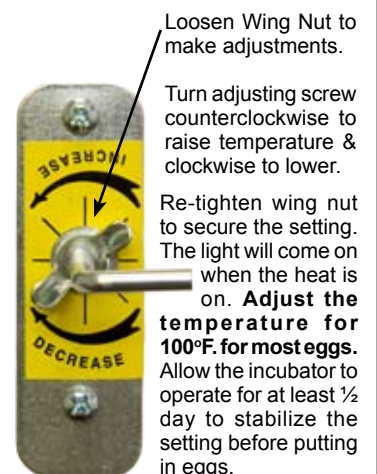 Loosen Wing Nut to
make adjustments.
Turn adjusting screw
counterclockwise to
raise temperature &
clockwise to lower.
Re-tighten wing nut
to secure the setting.
The light will come on
when the heat is
on. Adjust the
temperature for
100°F. for most eggs.
Allow the incubator to
operate for at least ½
day to stabilize the
setting before putting
in eggs.
INCREASE
DECREASE